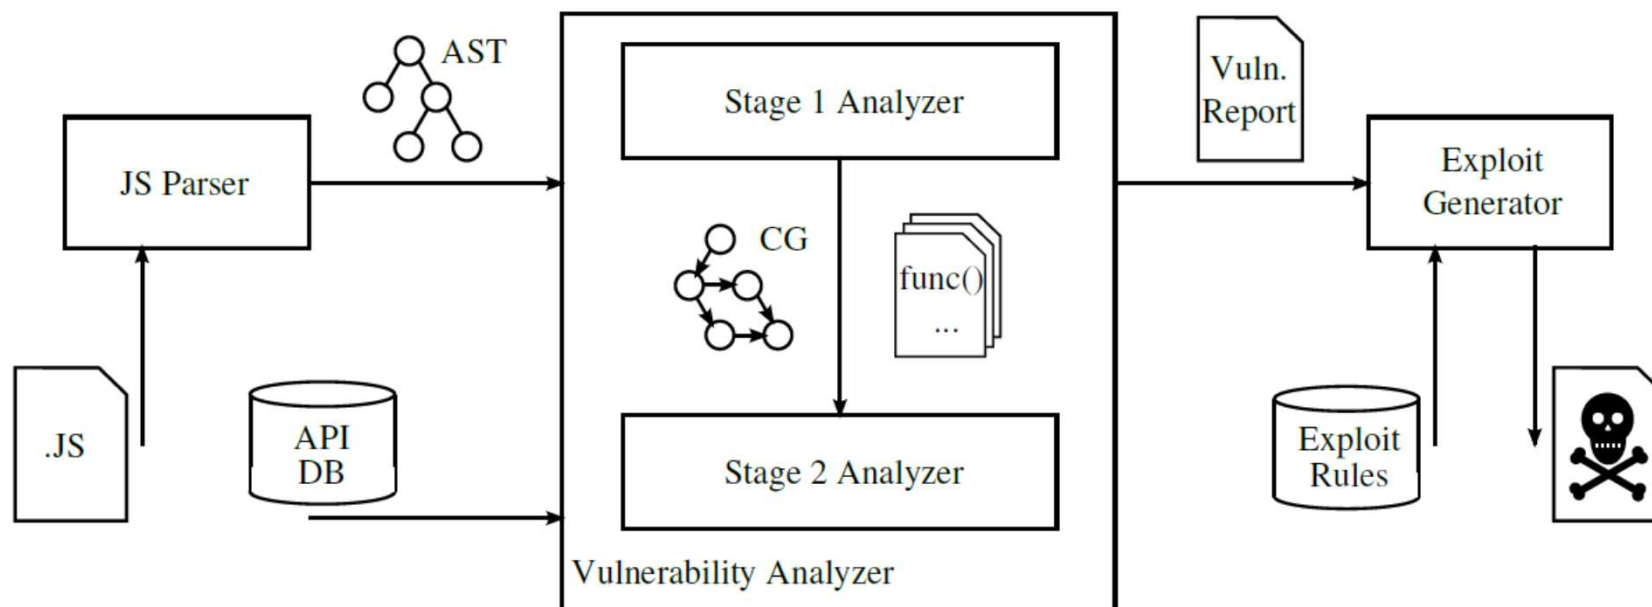 AST
JS Parser
.JS
API
DB
Stage 1 Analyzer
CG
func()
...
Stage 2 Analyzer
Vulnerability Analyzer
Vuln.
Report
Exploit
Generator
Exploit
Rules